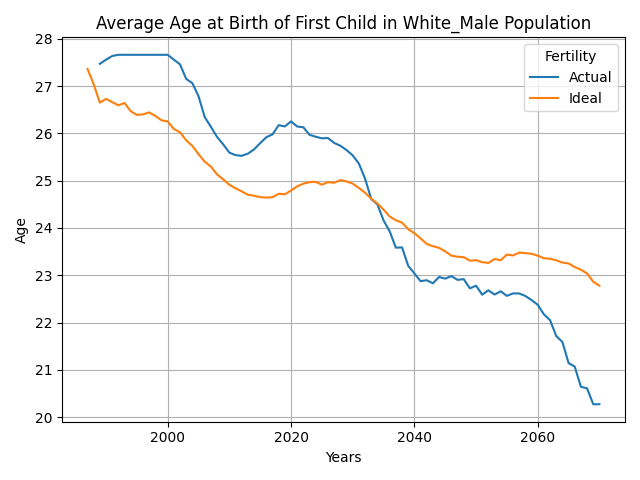 Average Age at Birth of First Child in White_Male Population
28
27
26
25
24
23
22
21
20
Age
2000
2020
2040
2060
Years
Fertility
Actual
Ideal